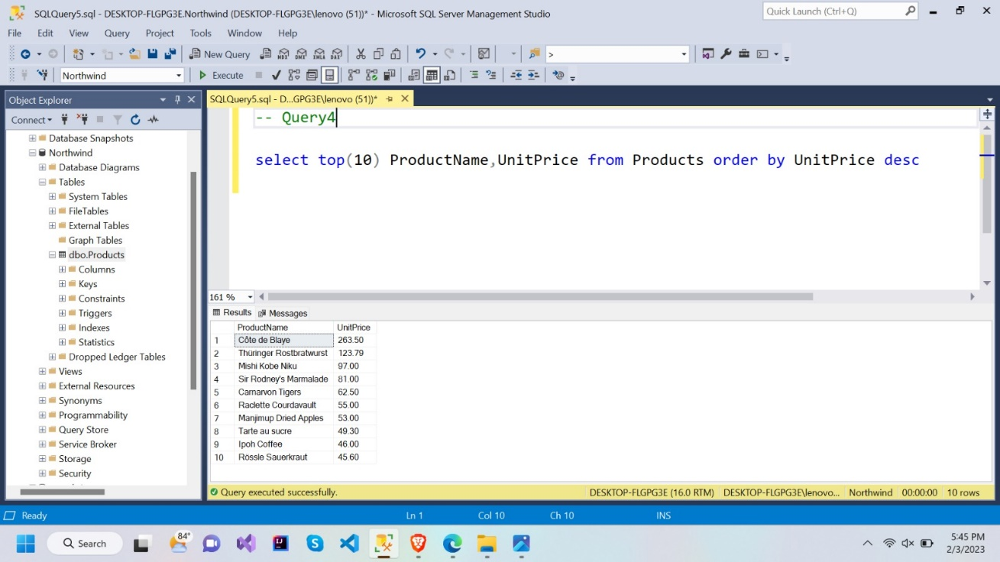 SQLQuery5.sql - DESKTOP-FLGPG3E.Northwind (DESKTOP-FLGPG3E\lenovo (51))* - Microsoft SQL Server Management Studio
Quick Launch (Ctrl+Q)
File Edit View Query Project Tools Window Help
New Query MDX DMX XMLA DAX >
Northwind Execute
Object Explorer
SQLQuery5.sql - D...GPG3E\lenovo (51))*
Connect
Database Snapshots
Northwind
Database Diagrams
Tables
System Tables
FileTables
External Tables
Graph Tables
dbo.Products
Columns
Keys
Constraints
Triggers
Indexes
Statistics
Dropped Ledger Tables
Views
External Resources
Synonyms
Programmability
Query Store
Service Broker
Storage
Security
-- Query4
select top(10) ProductName,UnitPrice from Products order by UnitPrice desc
161 %
Results Messages
ProductName UnitPrice
1 Côte de Blaye 263.50
2 Thüringer Rostbratwurst 123.79
3 Mishi Kobe Niku 97.00
4 Sir Rodney's Marmalade 81.00
5 Carnarvon Tigers 62.50
6 Raclette Courdavault 55.00
7 Manjimup Dried Apples 53.00
8 Tarte au sucre 49.30
9 Ipoh Coffee 46.00
10 Rössle Sauerkraut 45.60
Query executed successfully. DESKTOP-FLGPG3E (16.0 RTM) DESKTOP-FLGPG3E\lenovo... Northwind 00:00:00 10 rows
Ready Ln 1 Col 10 Ch 10 INS
Search 84° 5:45 PM
2/3/2023